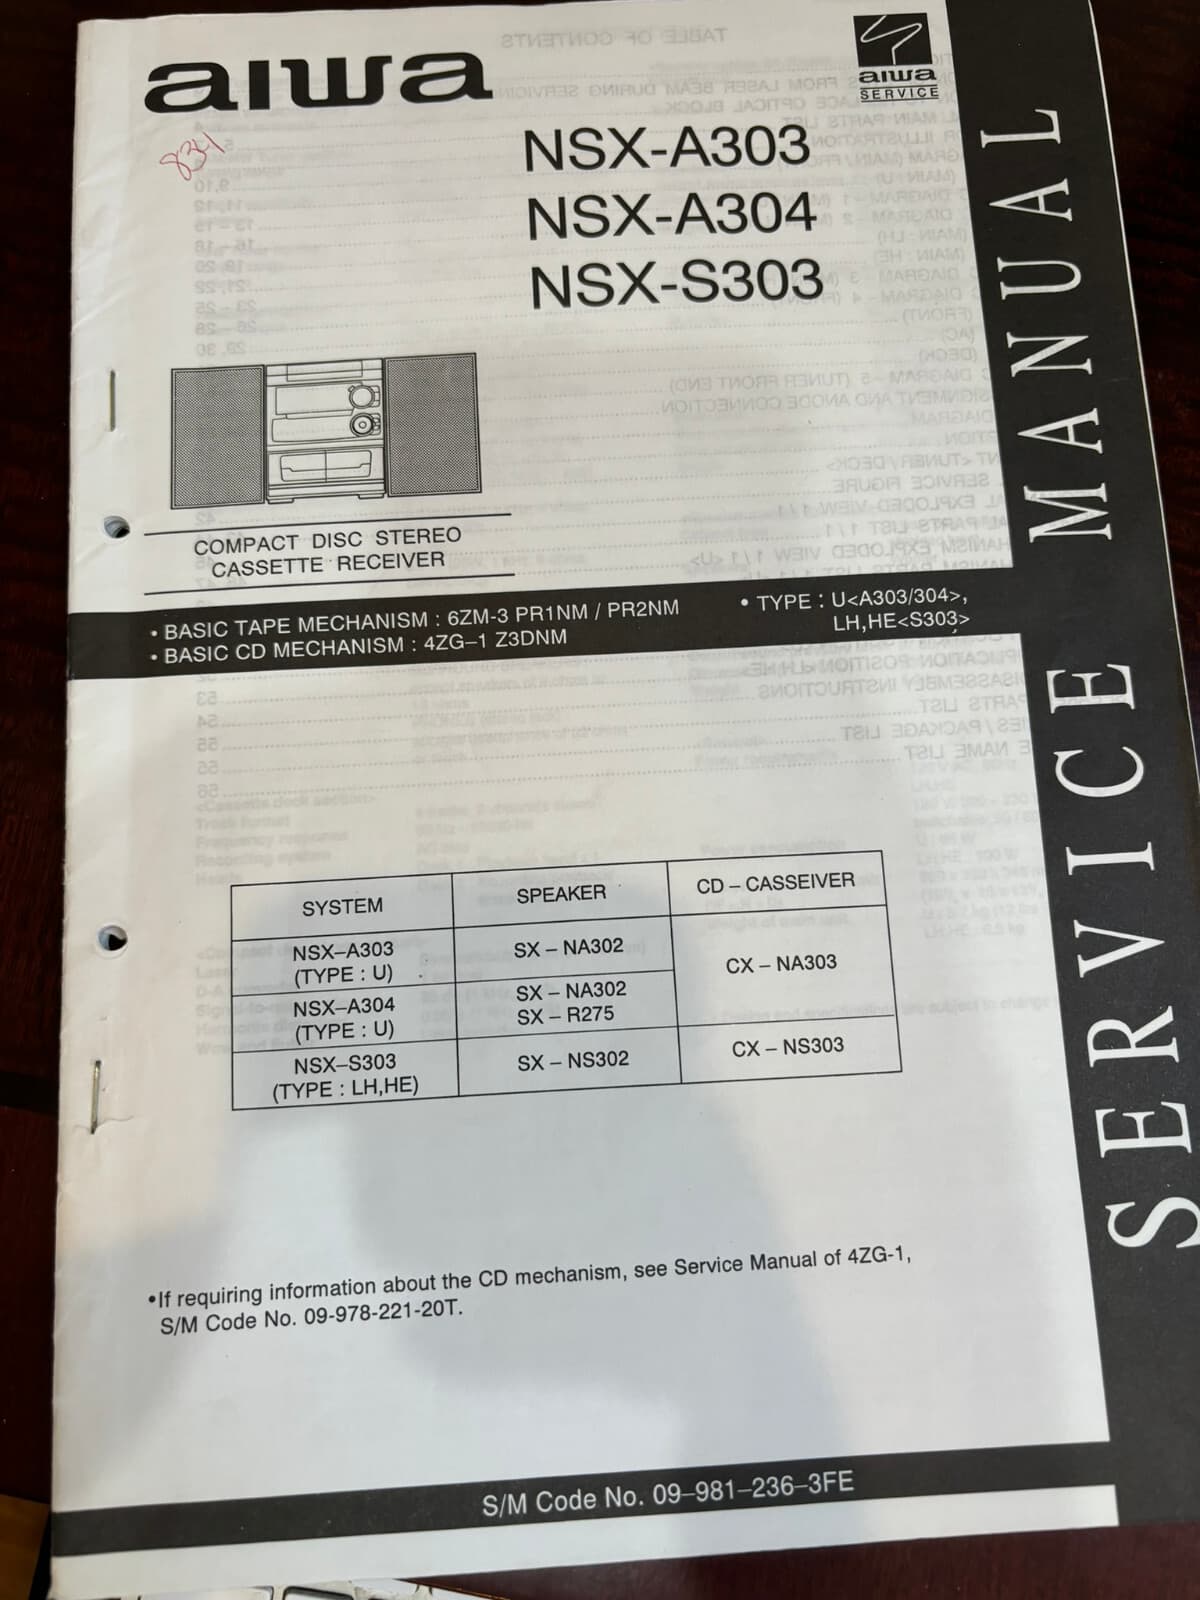 aiwa
aiwa
SERVICE
834
NSX-A303
NSX-A304
NSX-S303
COMPACT DISC STEREO
CASSETTE RECEIVER
• BASIC TAPE MECHANISM : 6ZM-3 PR1NM / PR2NM
• BASIC CD MECHANISM : 4ZG–1 Z3DNM
• TYPE : U<A303/304>,
LH,HE<S303>
SERVICE MANUAL
SYSTEM SPEAKER CD – CASSEIVER
NSX–A303
(TYPE : U)
SX – NA302
CX – NA303
NSX–A304
(TYPE : U)
SX – NA302
SX – R275
NSX–S303
(TYPE : LH,HE)
SX – NS302
CX – NS303
•If requiring information about the CD mechanism, see Service Manual of 4ZG-1,
S/M Code No. 09-978-221-20T.
S/M Code No. 09–981–236–3FE